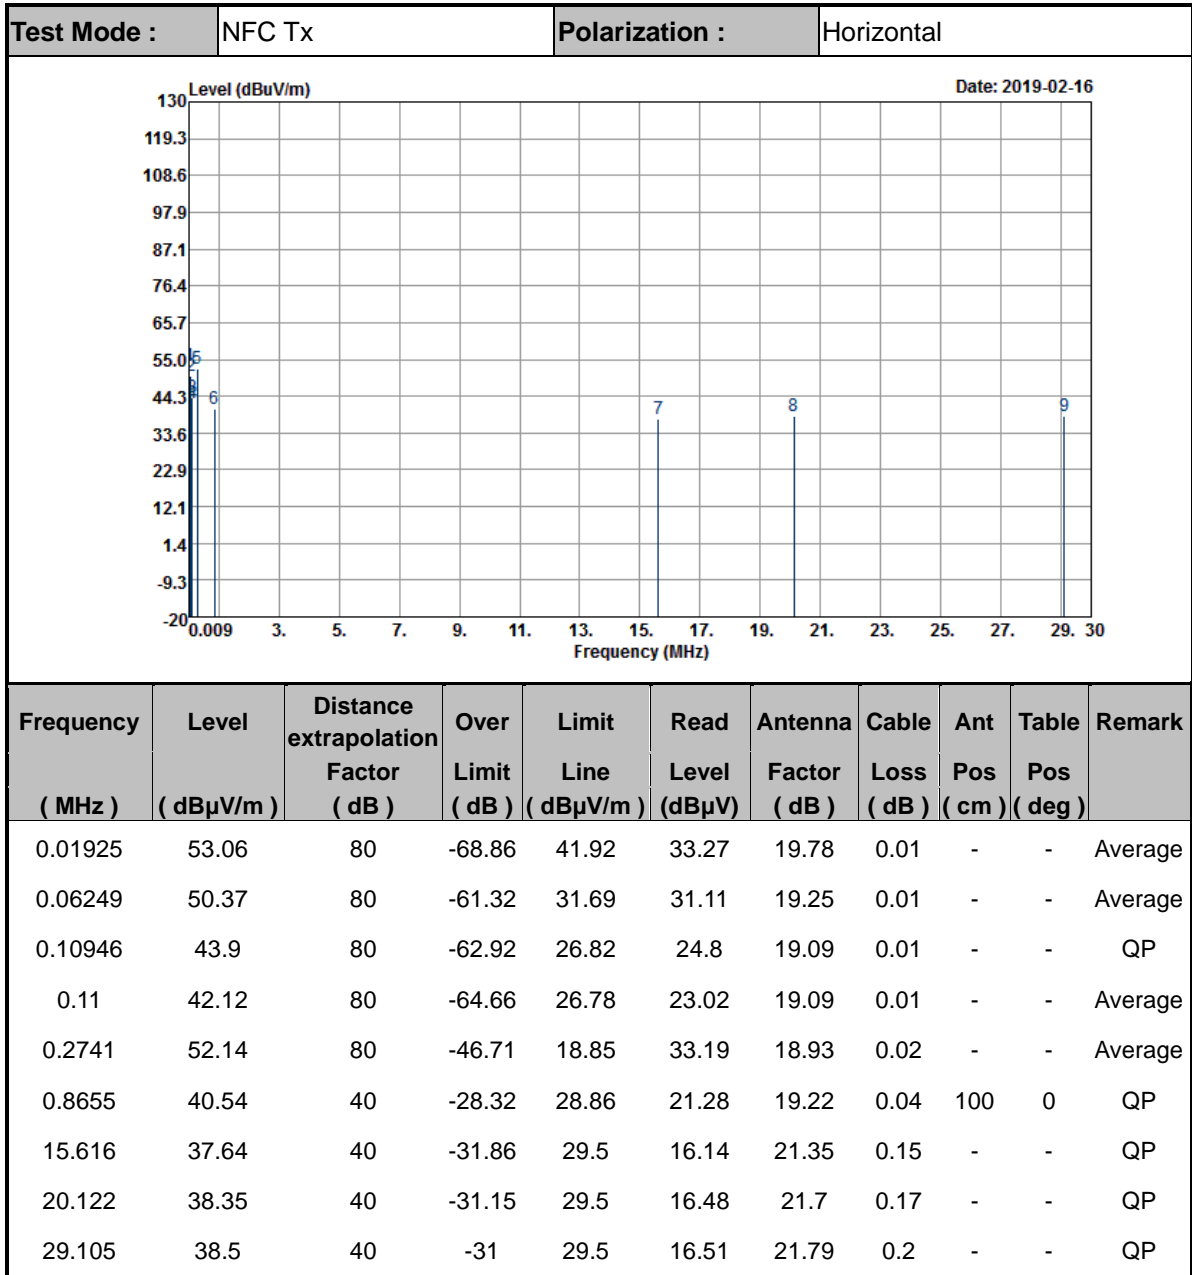 Test Mode : NFC Tx Polarization : Horizontal
Level (dBuV/m) Date: 2019-02-16
130
119.3
108.6
97.9
87.1
76.4
65.7
55.0
44.3
33.6
22.9
12.1
1.4
-9.3
-20
5
6
7
8
9
0.009 3. 5. 7. 9. 11. 13. 15. 17. 19. 21. 23. 25. 27. 29. 30
Frequency (MHz)
Frequency Level Distance extrapolation Over Limit Read Antenna Cable Ant Table Remark
Factor Limit Line Level Factor Loss Pos Pos
( MHz ) ( dBµV/m ) ( dB ) ( dB ) ( dBµV/m ) (dBµV) ( dB ) ( dB ) ( cm ) ( deg )
0.01925 53.06 80 -68.86 41.92 33.27 19.78 0.01 - - Average
0.06249 50.37 80 -61.32 31.69 31.11 19.25 0.01 - - Average
0.10946 43.9 80 -62.92 26.82 24.8 19.09 0.01 - - QP
0.11 42.12 80 -64.66 26.78 23.02 19.09 0.01 - - Average
0.2741 52.14 80 -46.71 18.85 33.19 18.93 0.02 - - Average
0.8655 40.54 40 -28.32 28.86 21.28 19.22 0.04 100 0 QP
15.616 37.64 40 -31.86 29.5 16.14 21.35 0.15 - - QP
20.122 38.35 40 -31.15 29.5 16.48 21.7 0.17 - - QP
29.105 38.5 40 -31 29.5 16.51 21.79 0.2 - - QP